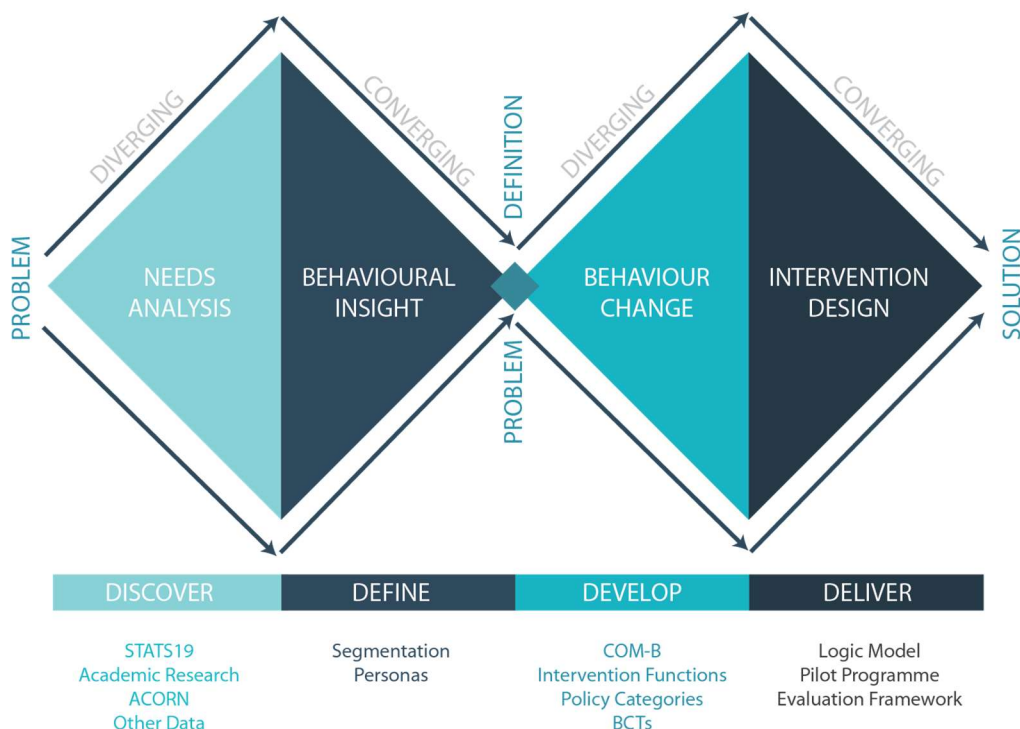 DIVERGING
CONVERGING
DIVERGING
CONVERGING
PROBLEM
NEEDS
ANALYSIS
BEHAVIOURAL
INSIGHT
PROBLEM
DEFINITION
BEHAVIOUR
CHANGE
INTERVENTION
DESIGN
SOLUTION
DISCOVER
DEFINE
DEVELOP
DELIVER
STATS19
Academic Research
ACORN
Other Data
Segmentation
Personas
COM-B
Intervention Functions
Policy Categories
BCTs
Logic Model
Pilot Programme
Evaluation Framework